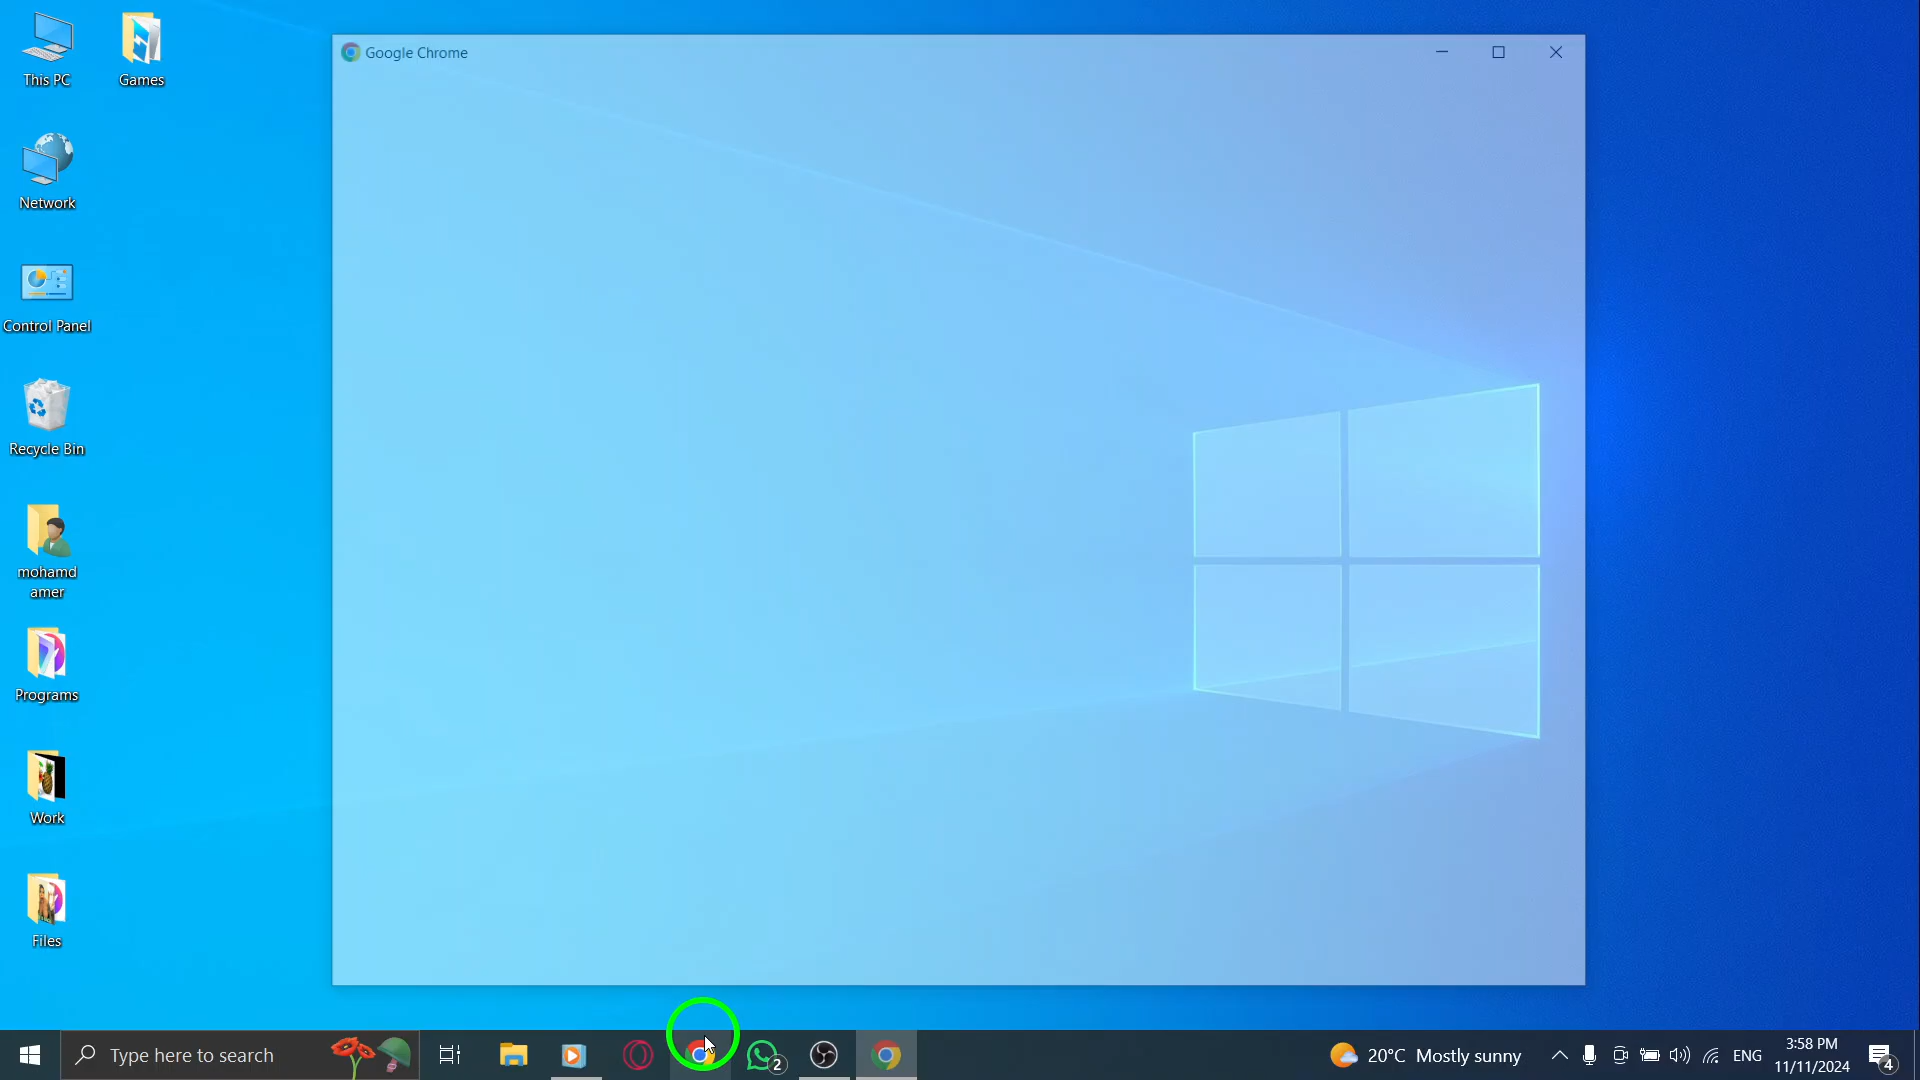 This PC
Games
Network
Control Panel
Recycle Bin
mohamd
amer
Programs
Work
Files
Google Chrome
Type here to search
2
20°C Mostly sunny
ENG
3:58 PM
11/11/2024
4